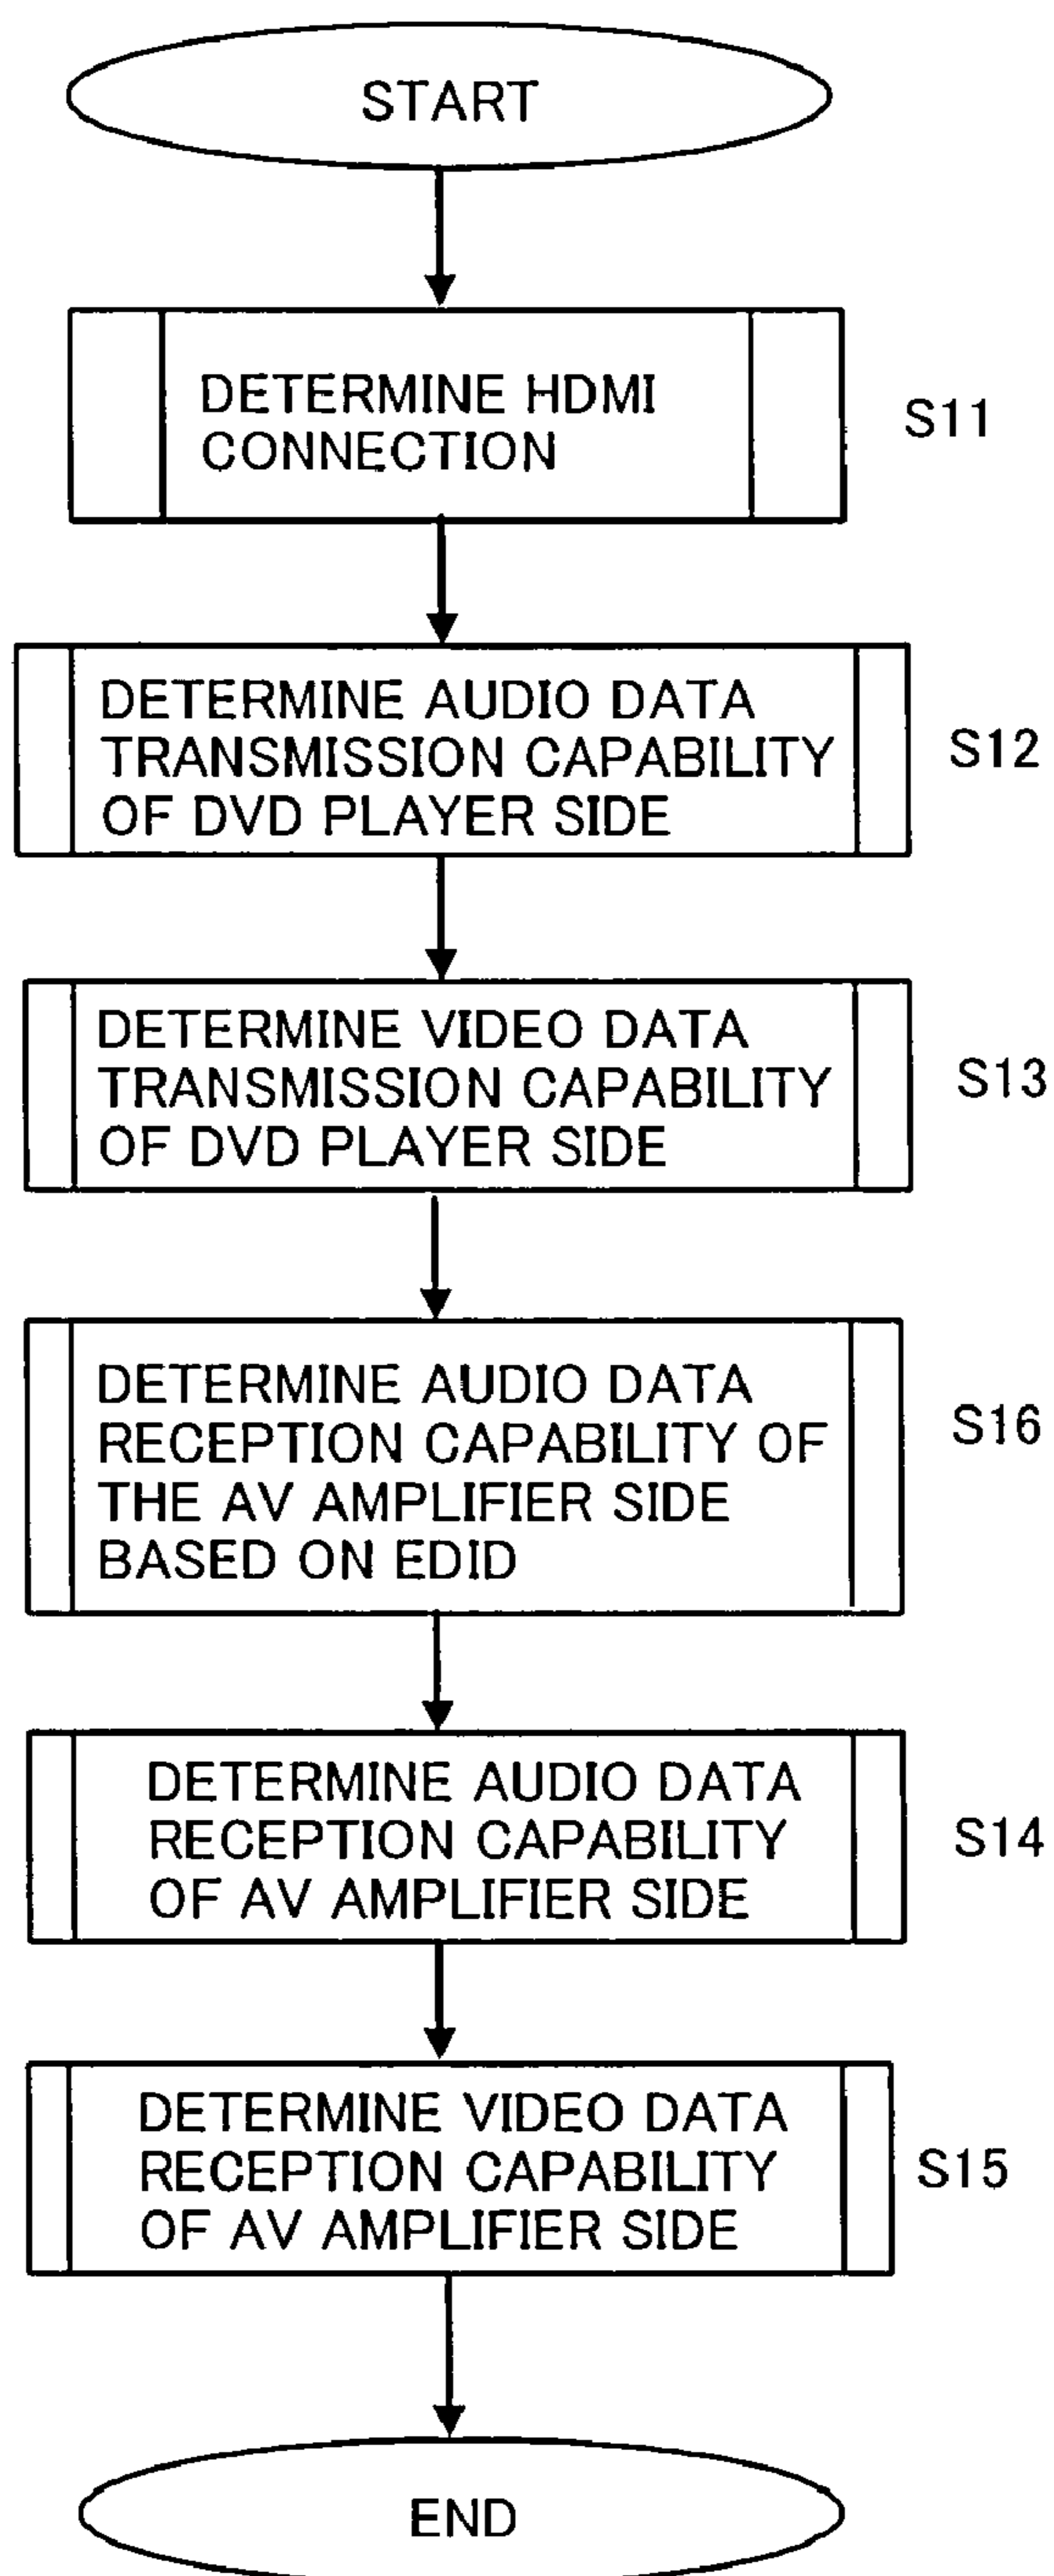 START
DETERMINE HDMI
CONNECTION
S11
DETERMINE AUDIO DATA
TRANSMISSION CAPABILITY
OF DVD PLAYER SIDE
S12
DETERMINE VIDEO DATA
TRANSMISSION CAPABILITY
OF DVD PLAYER SIDE
S13
DETERMINE AUDIO DATA
RECEPTION CAPABILITY OF
THE AV AMPLIFIER SIDE
BASED ON EDID
S16
DETERMINE AUDIO DATA
RECEPTION CAPABILITY
OF AV AMPLIFIER SIDE
S14
DETERMINE VIDEO DATA
RECEPTION CAPABILITY
OF AV AMPLIFIER SIDE
S15
END